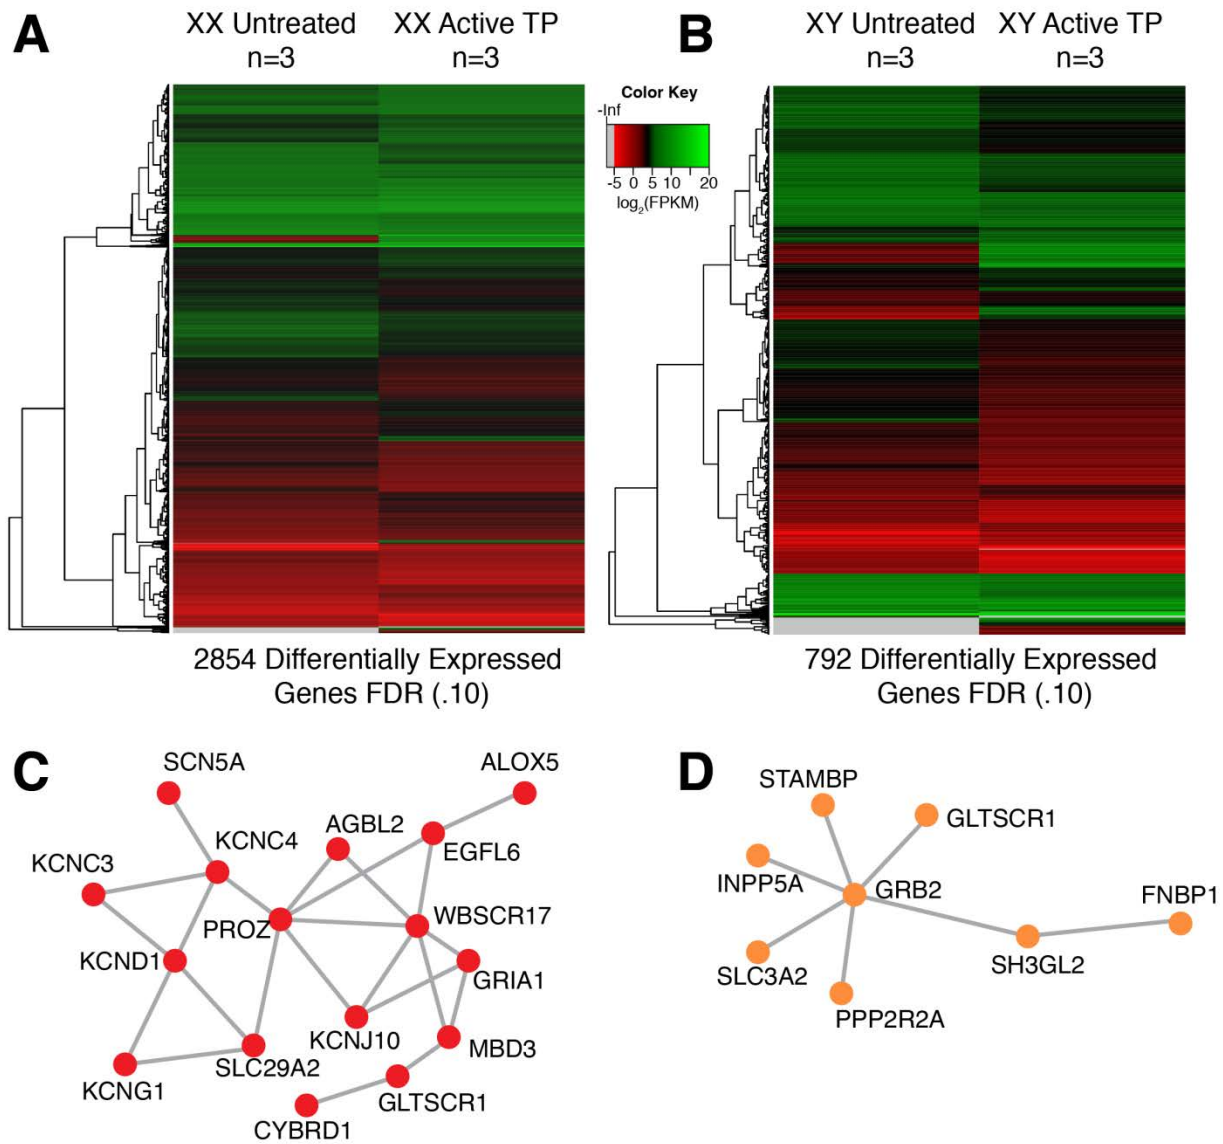 A
XX Untreated
n=3
XX Active TP
n=3
B
XY Untreated
n=3
XY Active TP
n=3
Color Key
-Inf
-5 0 5 10 20
log2(FPKM)
2854 Differentially Expressed
Genes FDR (.10)
792 Differentially Expressed
Genes FDR (.10)
C
SCN5A
ALOX5
AGBL2
KCNC4
EGFL6
KCNC3
WBSCR17
PROZ
KCND1
GRIA1
KCNJ10
MBD3
SLC29A2
KCNG1
GLTSCR1
CYBRD1
D
STAMBP
GLTSCR1
INPP5A
GRB2
FNBP1
SH3GL2
SLC3A2
PPP2R2A